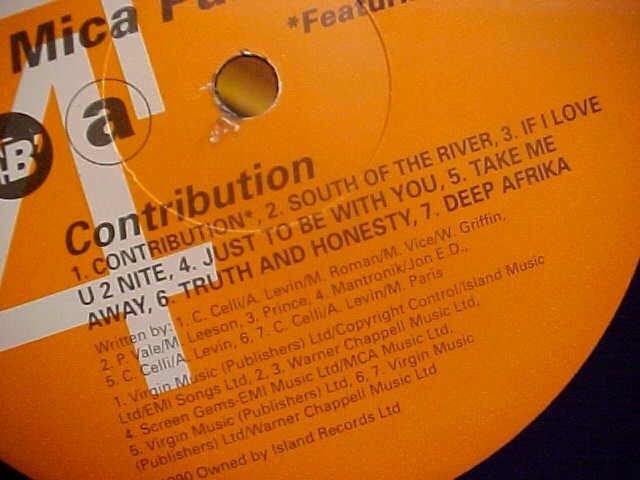 Mica
*Featur
B'
a
Contribution
1. CONTRIBUTION*, 2. SOUTH OF THE RIVER, 3. IF I LOVE
U 2 NITE, 4. JUST TO BE WITH YOU, 5. TAKE ME
AWAY, 6. TRUTH AND HONESTY, 7. DEEP AFRIKA
Written by: 1. C. Celli/A. Levin/M. Roman/M. Vice/W. Griffin,
2. P. Vale/M. Leeson, 3. Prince, 4. Mantronik/Jon E.D.,
5. C. Celli/A. Levin, 6, 7. C. Celli/A. Levin/M. Paris
1. Virgin Music (Publishers) Ltd/Copyright Control/Island Music
Ltd/EMI Songs Ltd, 2, 3. Warner Chappell Music Ltd,
4. Screen Gems-EMI Music Ltd/MCA Music Ltd,
5. Virgin Music (Publishers) Ltd, 6, 7. Virgin Music
(Publishers) Ltd/Warner Chappell Music Ltd
1990 Owned by Island Records Ltd